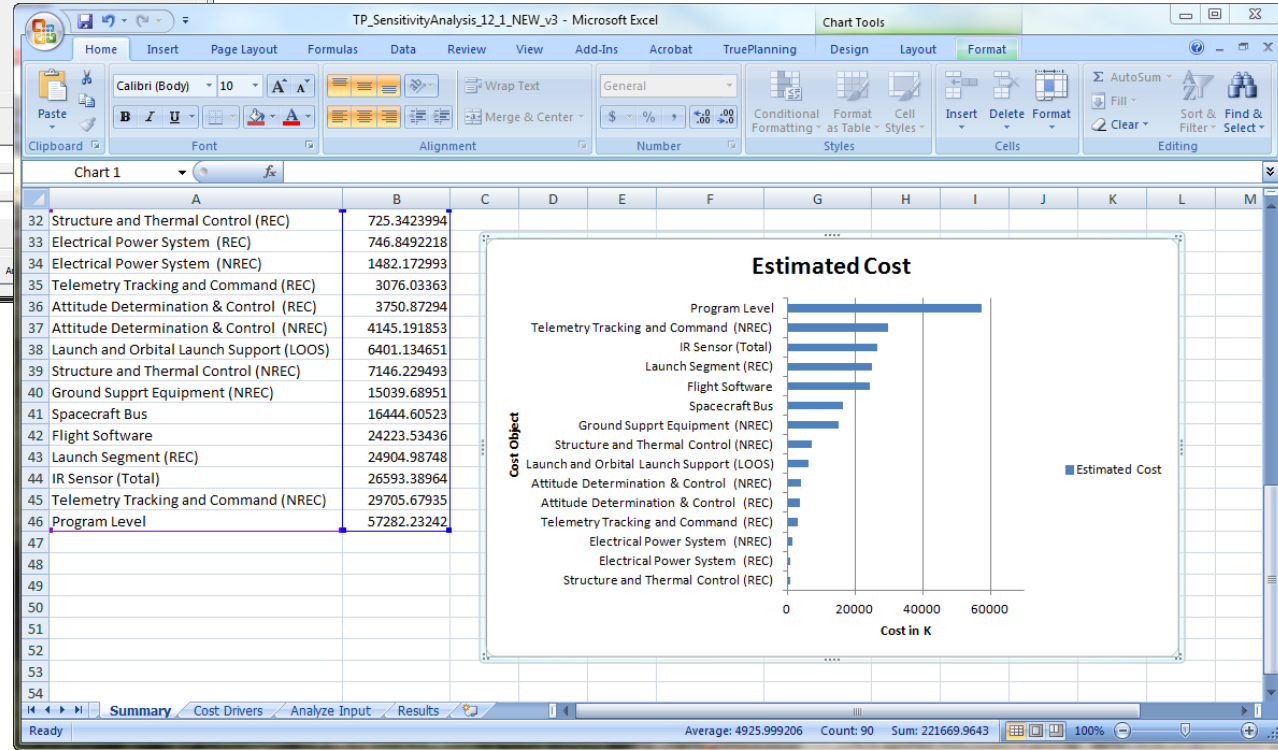 TP_SensitivityAnalysis_12_1_NEW_v3 - Microsoft Excel
Chart Tools
Home Insert Page Layout Formulas Data Review View Add-Ins Acrobat TruePlanning Design Layout Format
Calibri (Body) 10 A A
Wrap Text
General
AutoSum
Fill
Clear
Paste
B I U A
Merge & Center
$ % , .00 .00
Conditional Formatting
Format as Table
Cell Styles
Insert Delete Format
Sort & Filter
Find & Select
Clipboard Font Alignment Number Styles Cells Editing
Chart 1 fx
A B C D E F G H I J K L M
32 Structure and Thermal Control (REC) 725.3423994
33 Electrical Power System (REC) 746.8492218
34 Electrical Power System (NREC) 1482.172993
35 Telemetry Tracking and Command (REC) 3076.03363
36 Attitude Determination & Control (REC) 3750.87294
37 Attitude Determination & Control (NREC) 4145.191853
38 Launch and Orbital Launch Support (LOOS) 6401.134651
39 Structure and Thermal Control (NREC) 7146.229493
40 Ground Supprt Equipment (NREC) 15039.68951
41 Spacecraft Bus 16444.60523
42 Flight Software 24223.53436
43 Launch Segment (REC) 24904.98748
44 IR Sensor (Total) 26593.38964
45 Telemetry Tracking and Command (NREC) 29705.67935
46 Program Level 57282.23242
47
48
49
50
51
52
53
54
Estimated Cost
Cost Object
Program Level
Telemetry Tracking and Command (NREC)
IR Sensor (Total)
Launch Segment (REC)
Flight Software
Spacecraft Bus
Ground Supprt Equipment (NREC)
Structure and Thermal Control (NREC)
Launch and Orbital Launch Support (LOOS)
Attitude Determination & Control (NREC)
Attitude Determination & Control (REC)
Telemetry Tracking and Command (REC)
Electrical Power System (NREC)
Electrical Power System (REC)
Structure and Thermal Control (REC)
0 20000 40000 60000
Cost in K
Estimated Cost
Summary Cost Drivers Analyze Input Results
Ready Average: 4925.999206 Count: 90 Sum: 221669.9643 100%